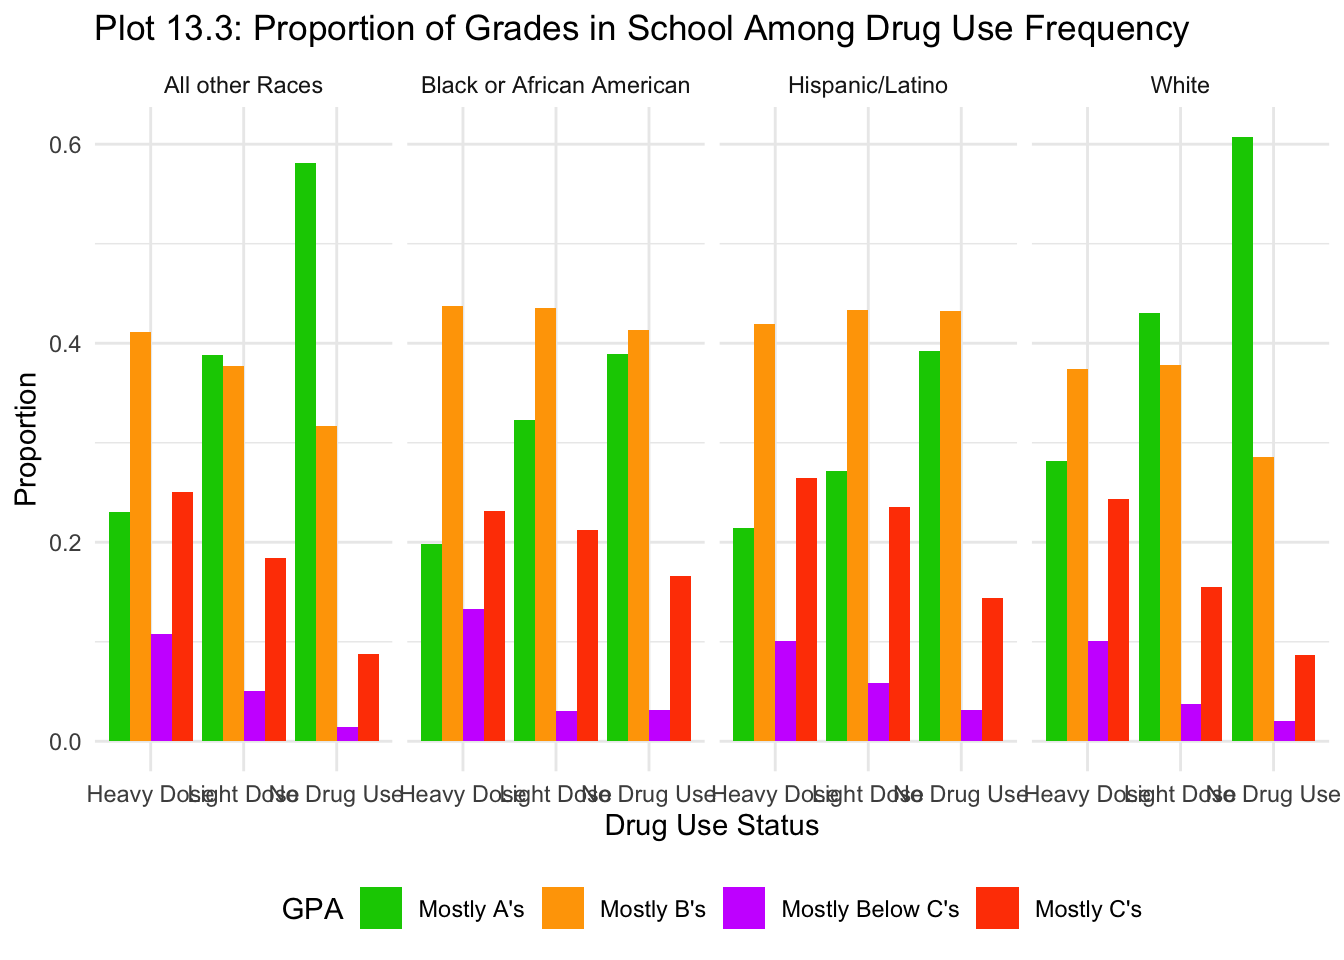 Plot 13.3: Proportion of Grades in School Among Drug Use Frequency
All other Races Black or African American Hispanic/Latino White
0.6
0.4
0.2
0.0
Proportion
Heavy Dose Light Dose No Drug Use Heavy Dose Light Dose No Drug Use Heavy Dose Light Dose No Drug Use Heavy Dose Light Dose No Drug Use
Drug Use Status
GPA Mostly A's Mostly B's Mostly Below C's Mostly C's